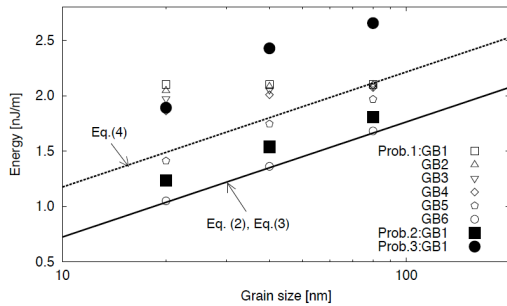 Energy [nJ/m]
2.5
2.0
1.5
1.0
0.5
Eq.(4)
Eq. (2), Eq.(3)
Prob.1:GB1
GB2
GB3
GB4
GB5
GB6
Prob.2:GB1
Prob.3:GB1
10
100
Grain size [nm]